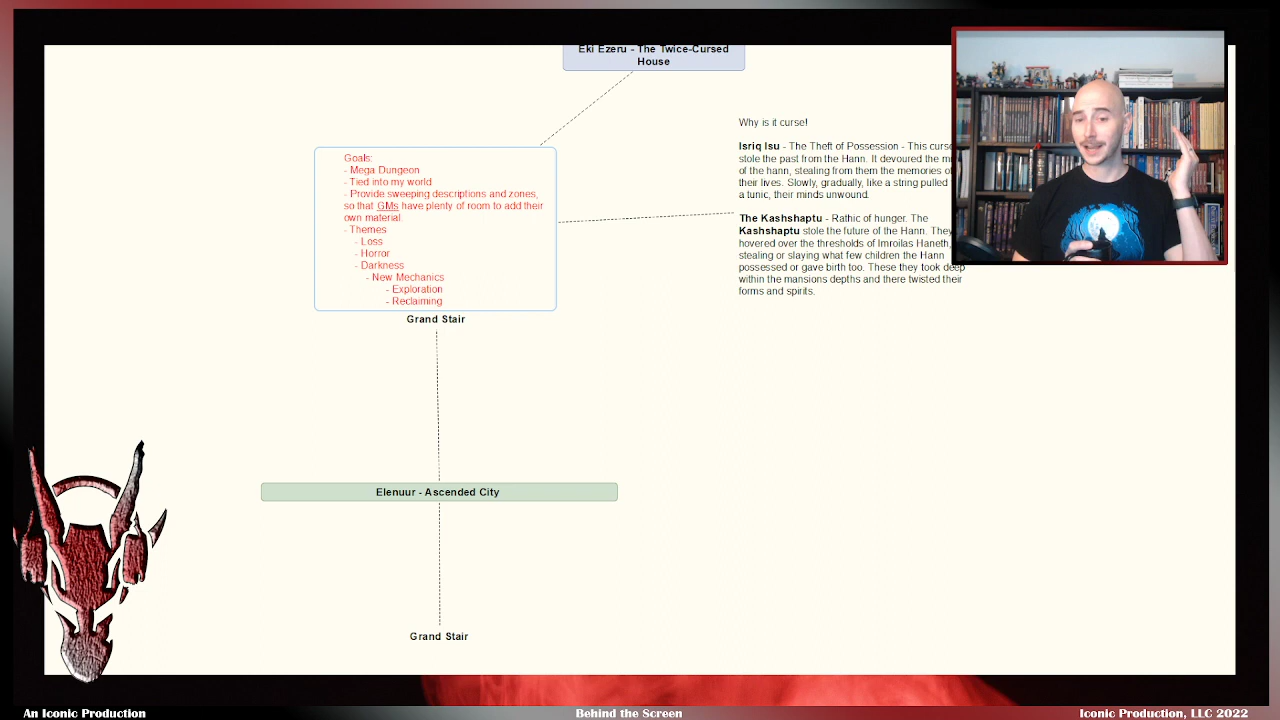 Eki Ezeru - The Twice-Cursed
House
Goals:
- Mega Dungeon
- Tied into my world
- Provide sweeping descriptions and zones,
so that GMs have plenty of room to add their
own material.
- Themes
- Loss
- Horror
- Darkness
- New Mechanics
- Exploration
- Reclaiming
Grand Stair
Why is it curse!
Isriq Isu - The Theft of Possession - This curse
stole the past from the Hann. It devoured the
of the hann, stealing from them the memories
their lives. Slowly, gradually, like a string pulled
a tunic, their minds unwound.
The Kashshaptu - Rathic of hunger. The
Kashshaptu stole the future of the Hann. They
hovered over the thresholds of Imroilas Haneth,
stealing or slaying what few children the Hann
possessed or gave birth too. These they took deep
within the mansions depths and there twisted their
forms and spirits.
Elenuur - Ascended City
Grand Stair
An Iconic Production
Behind the Screen
Iconic Production, LLC 2022